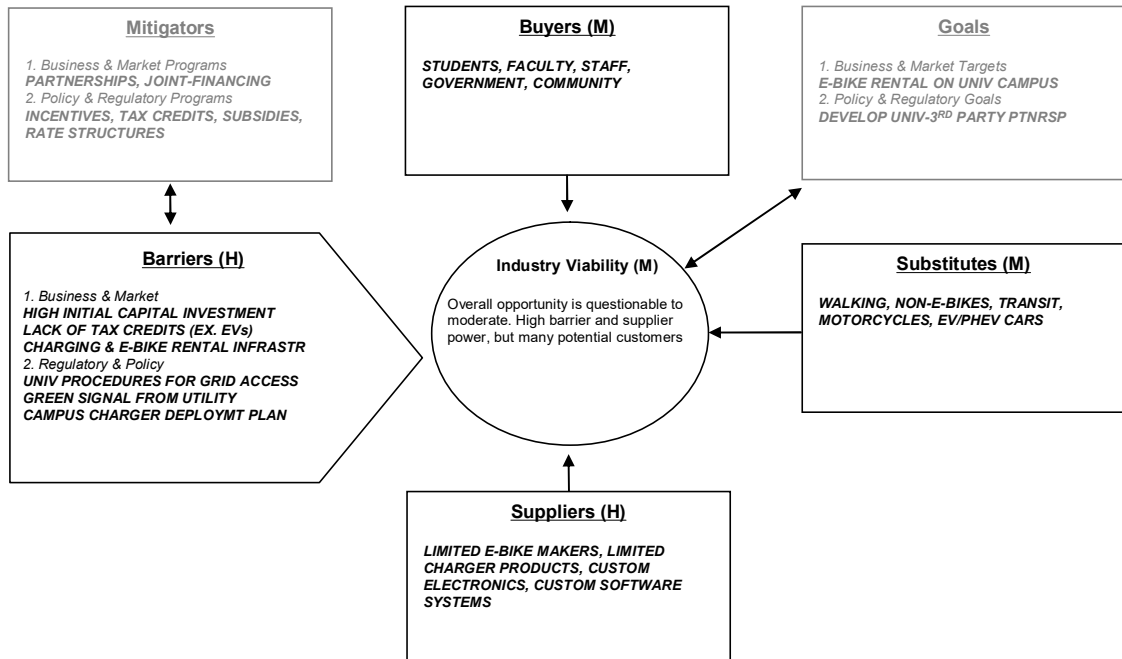 Mitigators
1. Business & Market Programs
PARTNERSHIPS, JOINT-FINANCING
2. Policy & Regulatory Programs
INCENTIVES, TAX CREDITS, SUBSIDIES,
RATE STRUCTURES
Buyers (M)
STUDENTS, FACULTY, STAFF,
GOVERNMENT, COMMUNITY
Goals
1. Business & Market Targets
E-BIKE RENTAL ON UNIV CAMPUS
2. Policy & Regulatory Goals
DEVELOP UNIV-3RD PARTY PTNRSP
Barriers (H)
1. Business & Market
HIGH INITIAL CAPITAL INVESTMENT
LACK OF TAX CREDITS (EX. EVs)
CHARGING & E-BIKE RENTAL INFRASTR
2. Regulatory & Policy
UNIV PROCEDURES FOR GRID ACCESS
GREEN SIGNAL FROM UTILITY
CAMPUS CHARGER DEPLOYMT PLAN
Industry Viability (M)
Overall opportunity is questionable to
moderate. High barrier and supplier
power, but many potential customers
Substitutes (M)
WALKING, NON-E-BIKES, TRANSIT,
MOTORCYCLES, EV/PHEV CARS
Suppliers (H)
LIMITED E-BIKE MAKERS, LIMITED
CHARGER PRODUCTS, CUSTOM
ELECTRONICS, CUSTOM SOFTWARE
SYSTEMS